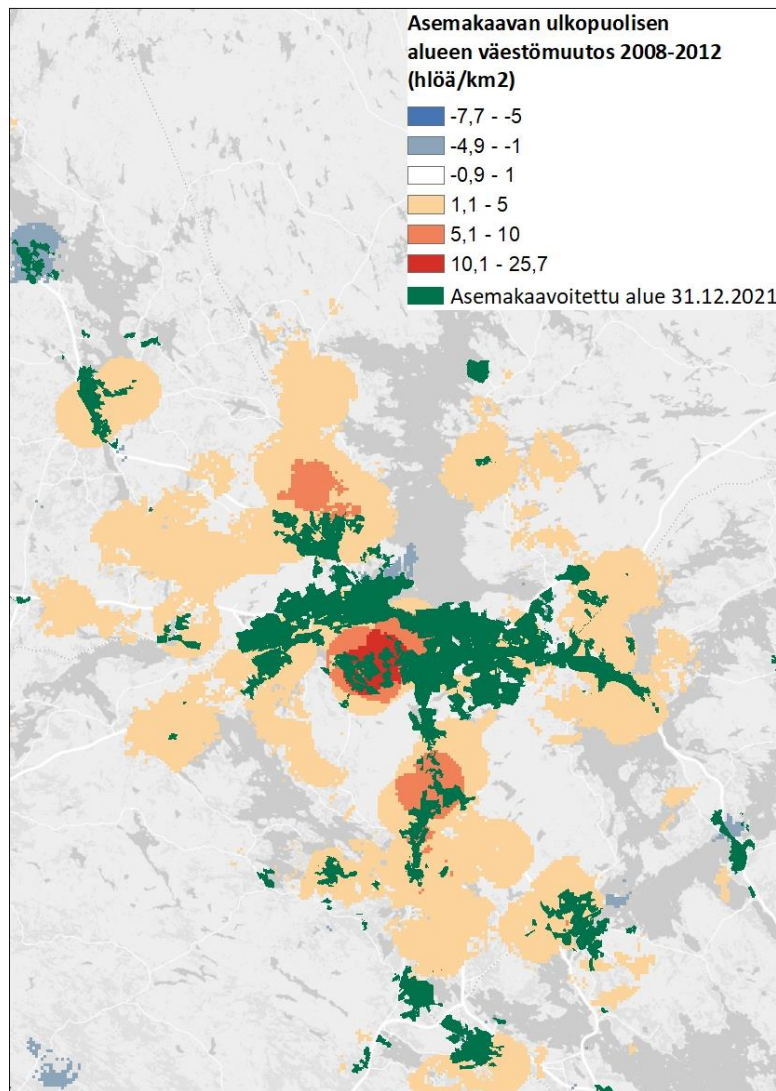 Asemakaavan ulkopuolisen
alueen väestömuutos 2008-2012
(hlöä/km2)
-7,7 - -5
-4,9 - -1
-0,9 - 1
1,1 - 5
5,1 - 10
10,1 - 25,7
Asemakaavoitettu alue 31.12.2021